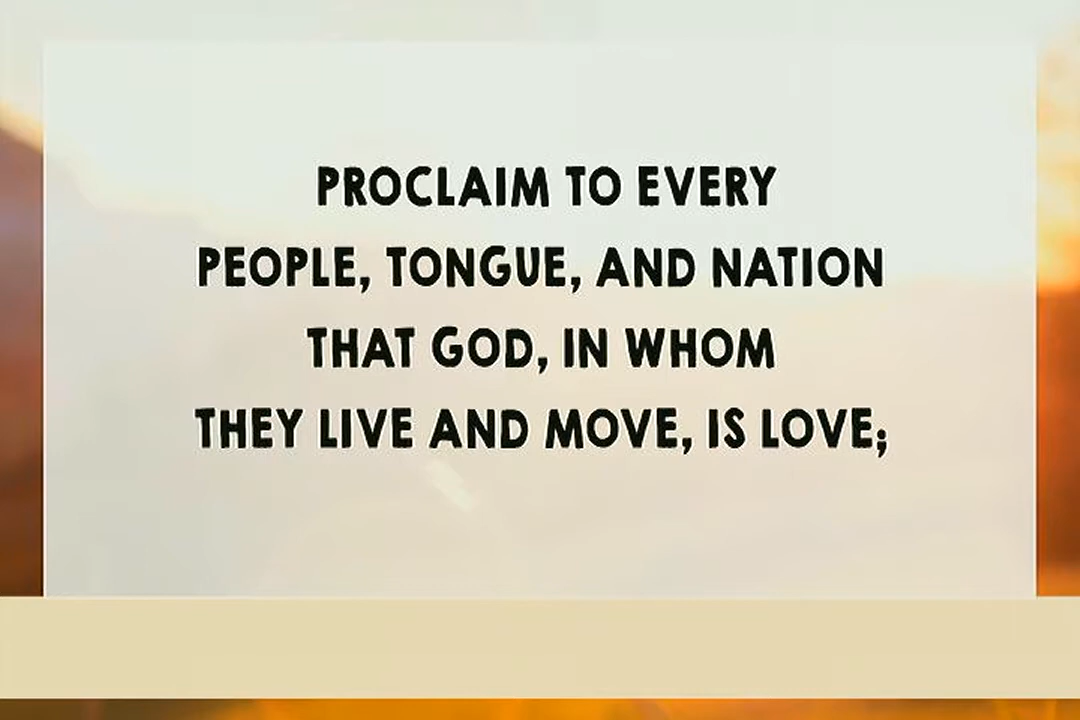 PROCLAIM TO EVERY
PEOPLE, TONGUE, AND NATION
THAT GOD, IN WHOM
THEY LIVE AND MOVE, IS LOVE;